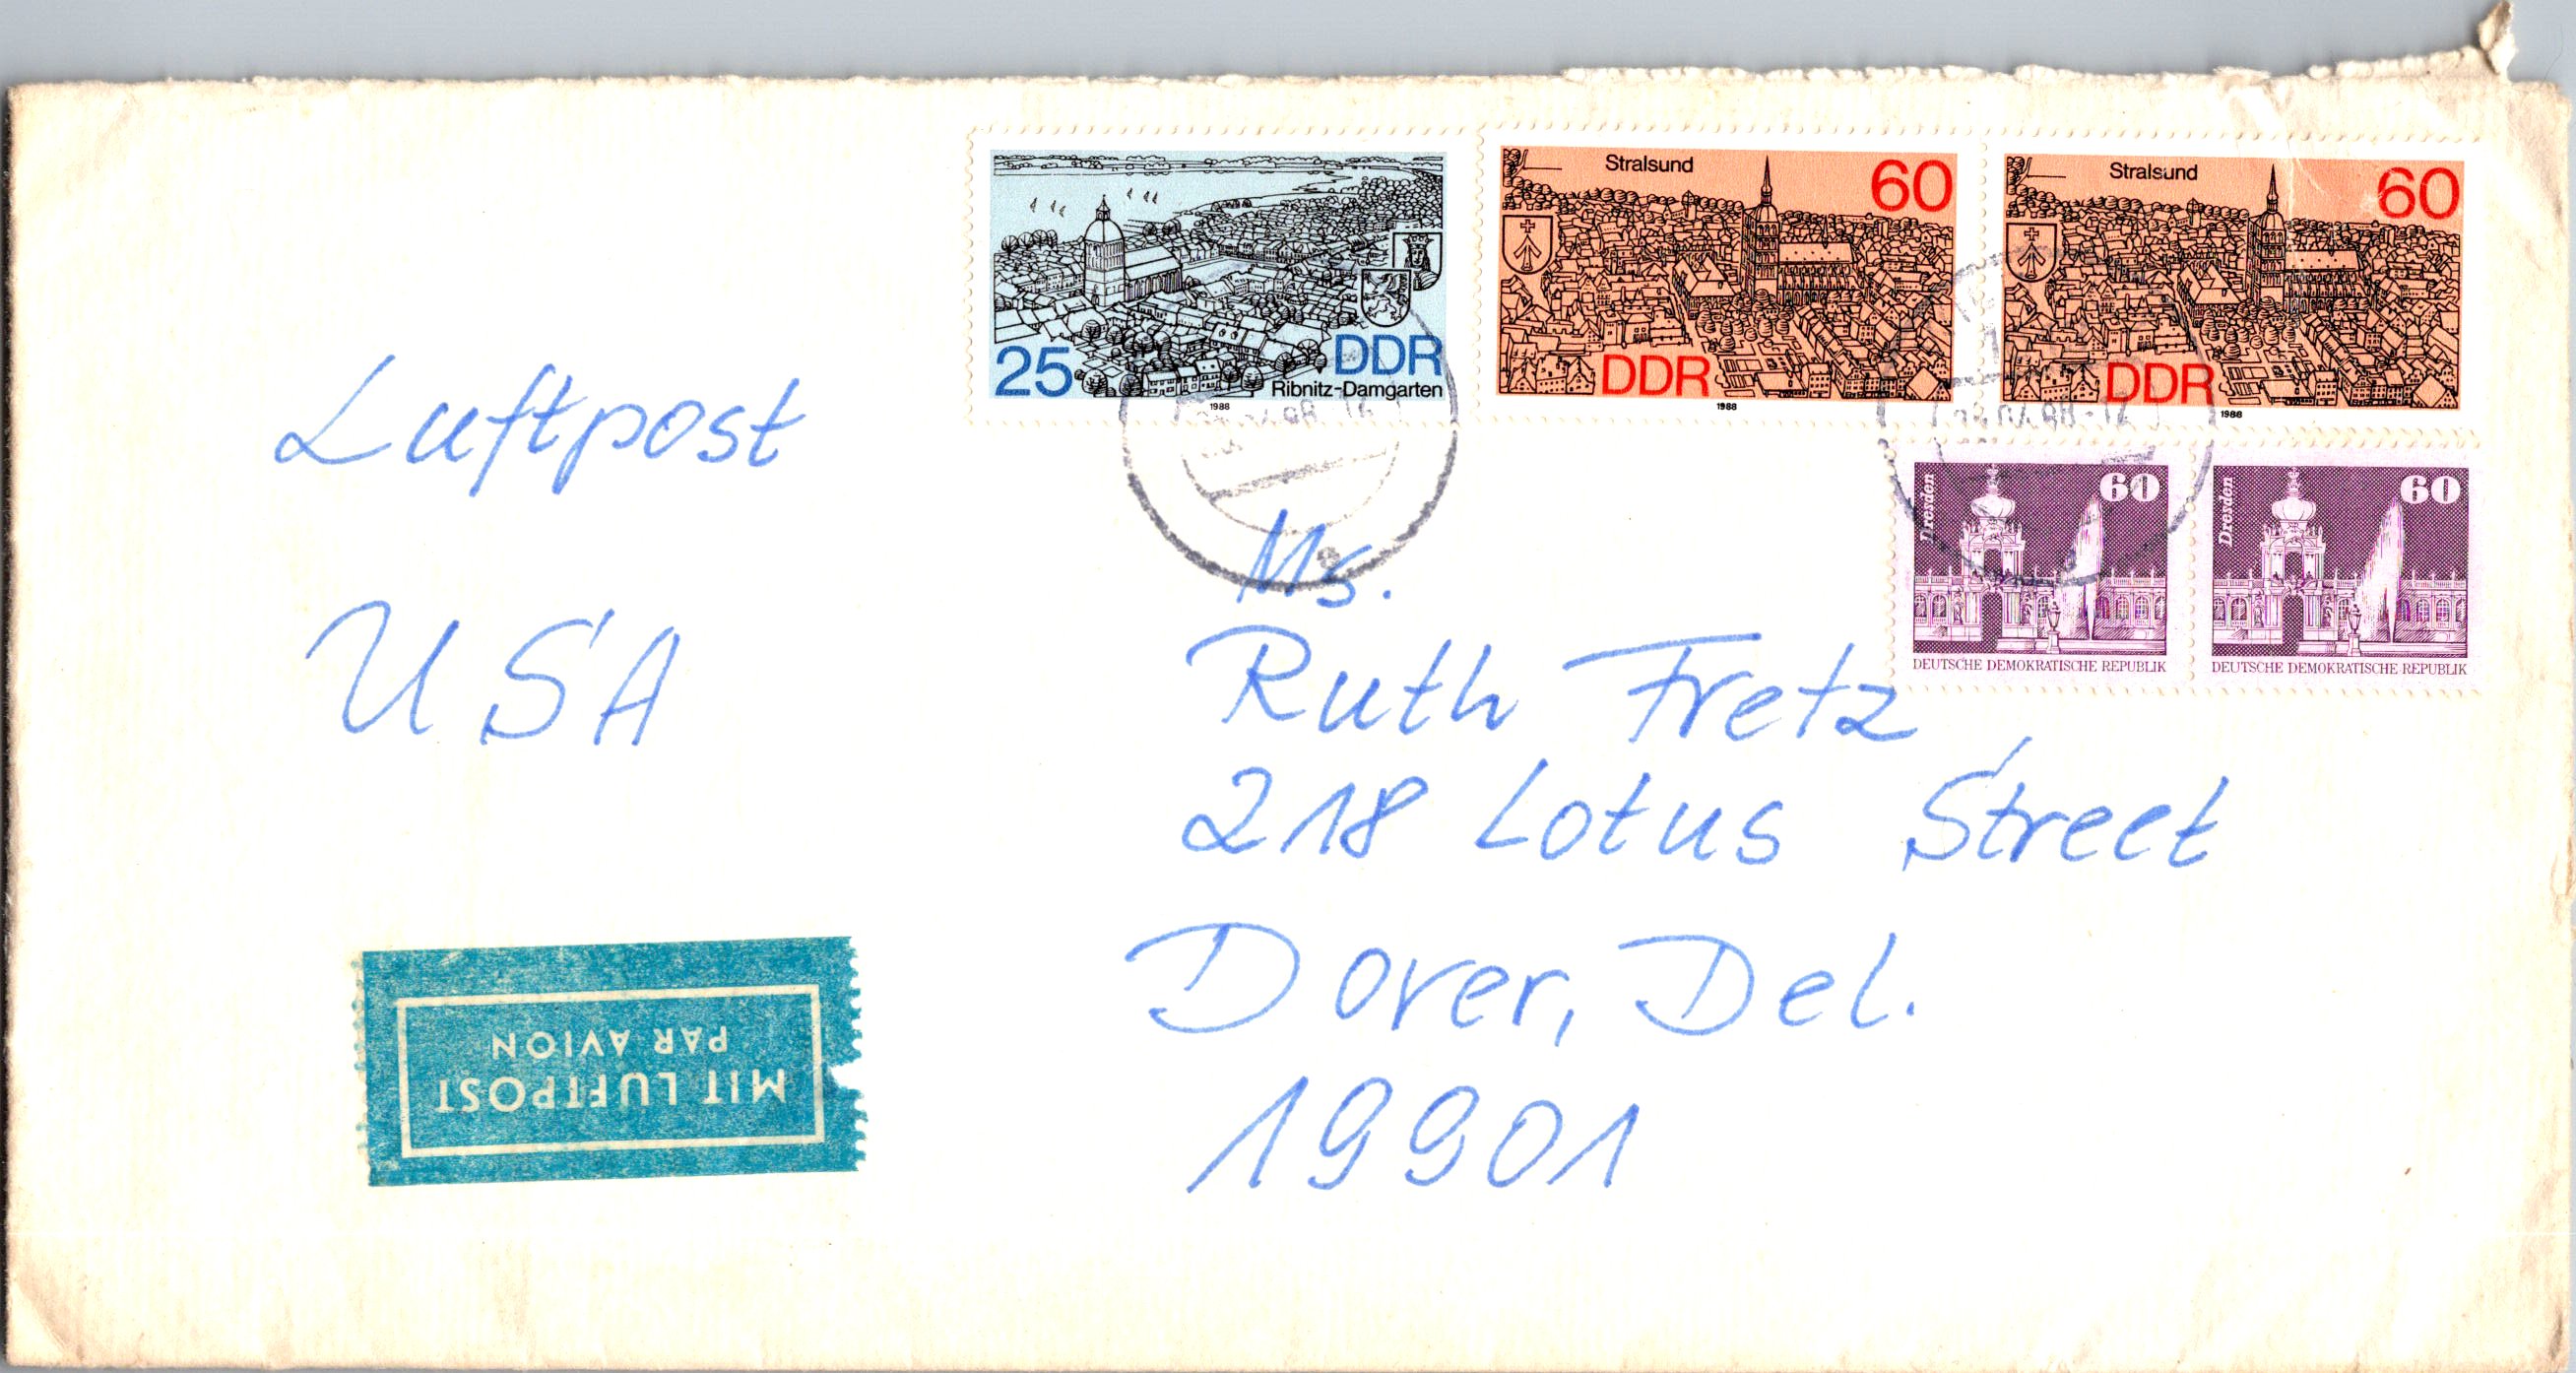 25
DDR
Ribnitz-Damgarten
1988
Stralsund
60
DDR
1988
Stralsund
60
DDR
1988
Dresden
60
DEUTSCHE DEMOKRATISCHE REPUBLIK
Dresden
60
DEUTSCHE DEMOKRATISCHE REPUBLIK
Luftpost
USA
Ms.
Ruth Fretz
218 Lotus Street
Dover, Del.
19901
MIT LUFTPOST
PAR AVION